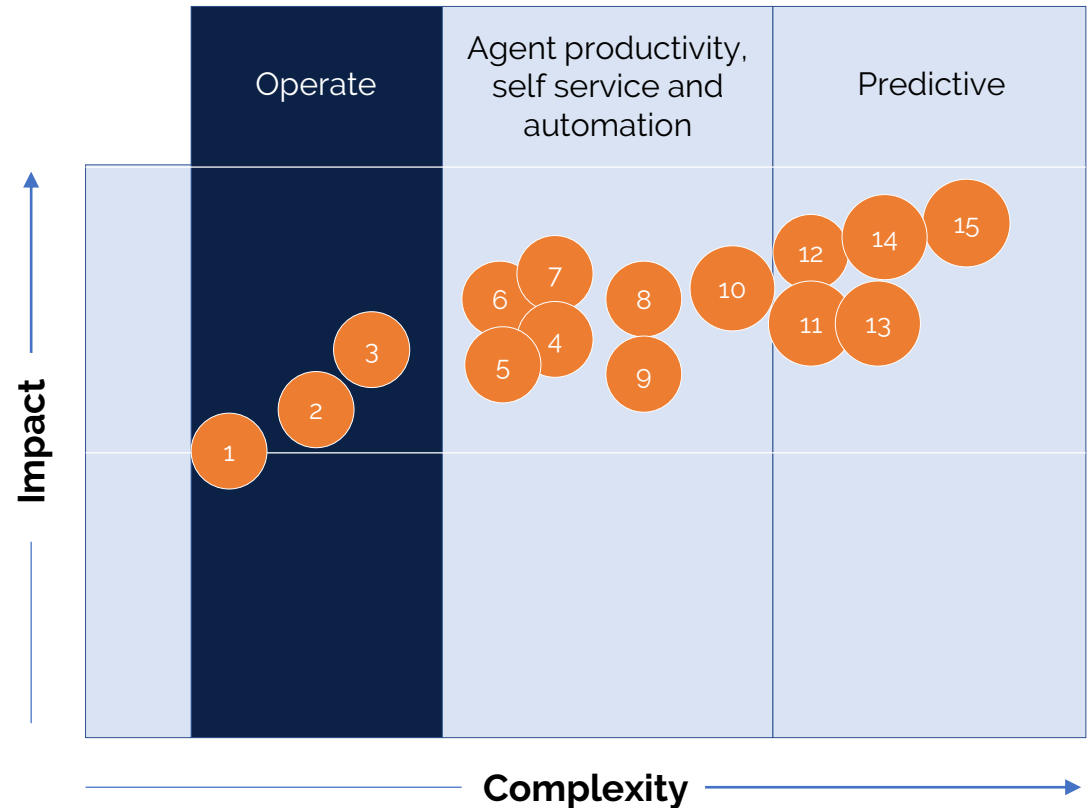 Operate
Agent productivity,
self service and
automation
Predictive
Impact
15
14
12
7
10
6
8
11
13
4
3
5
9
2
1
Complexity